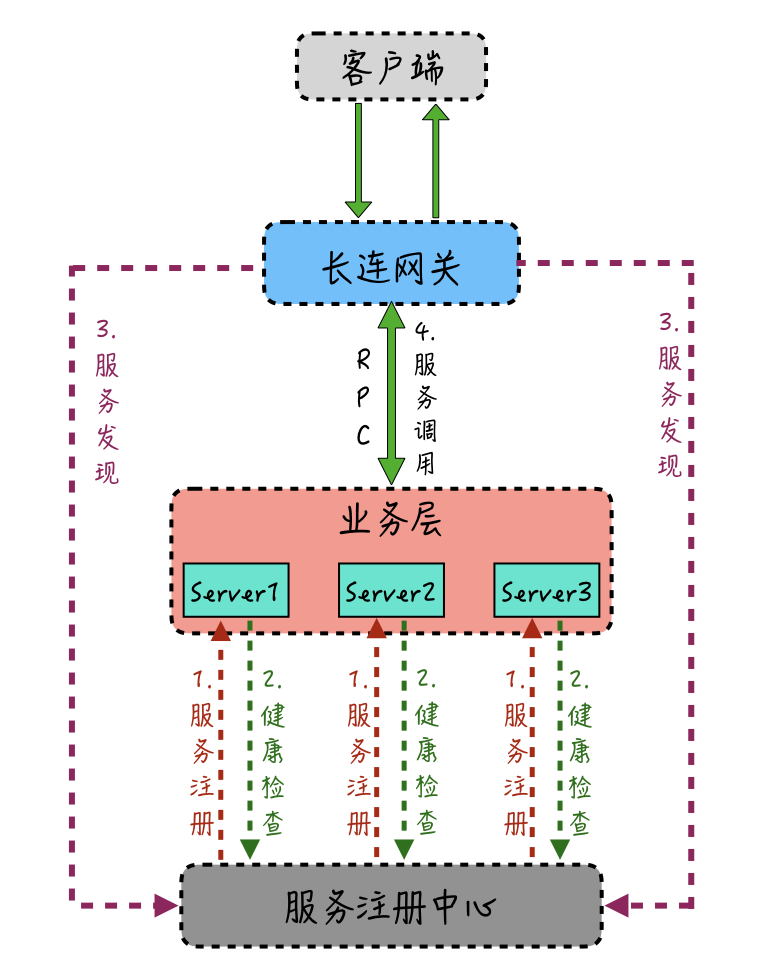 客户端
长连网关
3.服务发现
RPC
4.服务调用
3.服务发现
业务层
Server1
Server2
Server3
1.服务注册
2.健康检查
1.服务注册
2.健康检查
1.服务注册
2.健康检查
服务注册中心